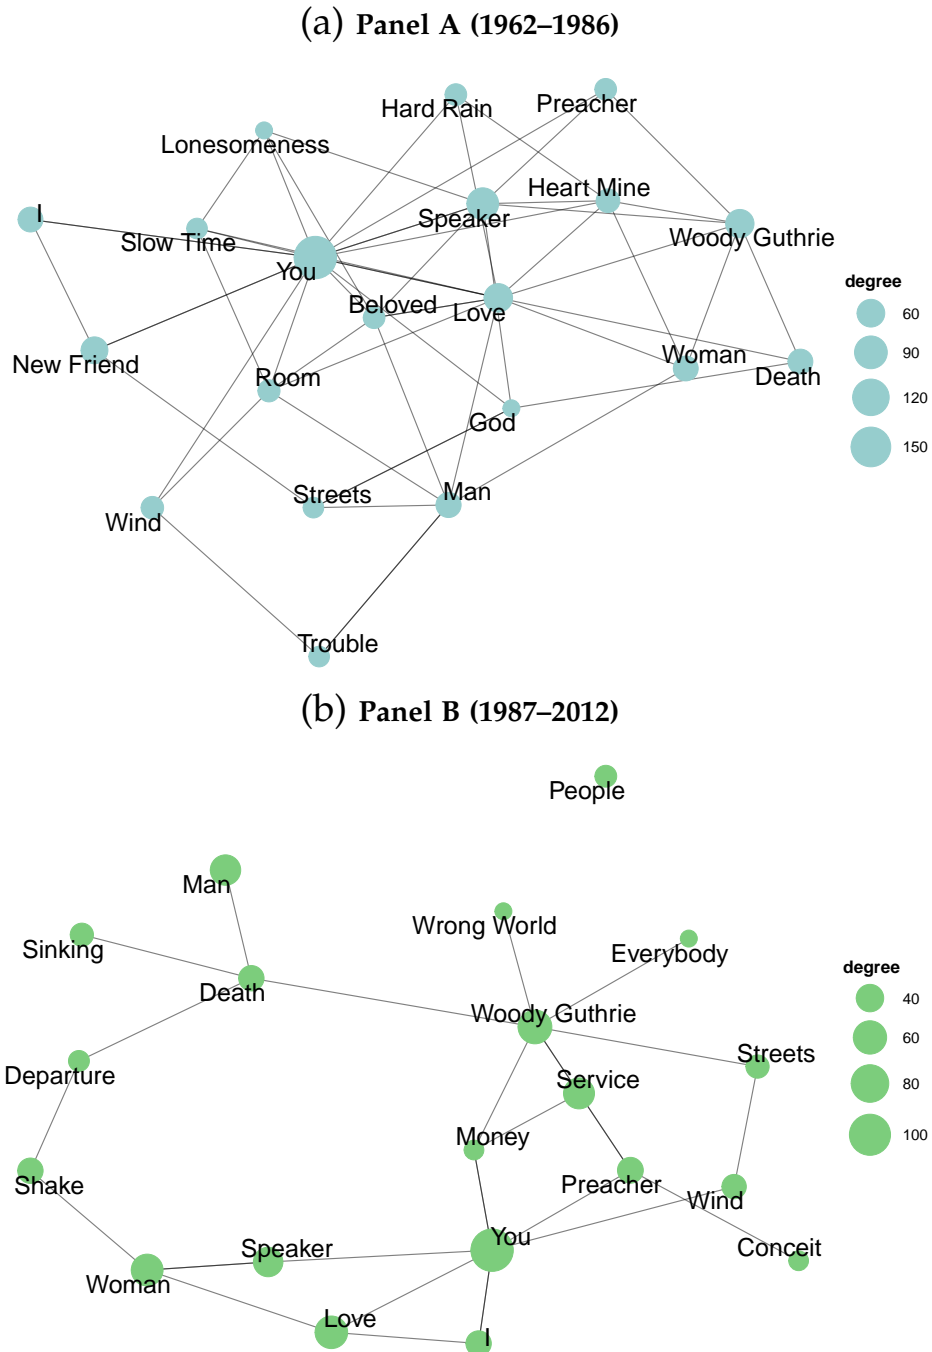 (a) Panel A (1962–1986)
Hard Rain
Preacher
Lonesomeness
Heart Mine
I
Speaker
Slow Time
Woody Guthrie
You
Beloved
Love
New Friend
Room
Woman
Death
God
Streets
Man
Wind
Trouble
degree
60
90
120
150
(b) Panel B (1987–2012)
People
Man
Wrong World
Sinking
Everybody
Death
Woody Guthrie
Streets
Departure
Service
Money
Shake
Preacher
Wind
You
Speaker
Conceit
Woman
Love
I
degree
40
60
80
100